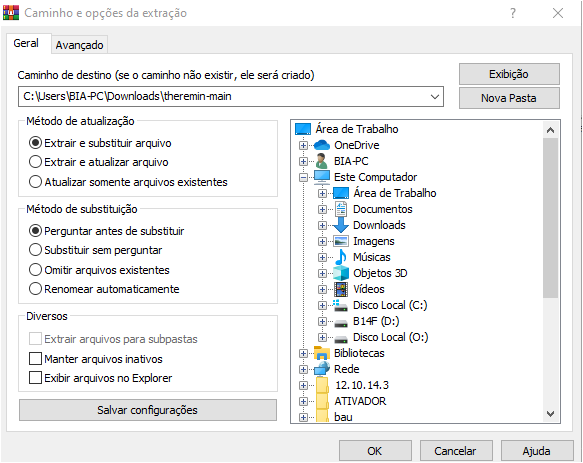 Caminho e opções da extração
Geral
Avançado
Caminho de destino (se o caminho não existir, ele será criado)
Exibição
C:\Users\BIA-PC\Downloads\theremin-main
Nova Pasta
Método de atualização
Extrair e substituir arquivo
Extrair e atualizar arquivo
Atualizar somente arquivos existentes
Método de substituição
Perguntar antes de substituir
Substituir sem perguntar
Omitir arquivos existentes
Renomear automaticamente
Diversos
Extrair arquivos para subpastas
Manter arquivos inativos
Exibir arquivos no Explorer
Salvar configurações
Área de Trabalho
OneDrive
BIA-PC
Este Computador
Área de Trabalho
Documentos
Downloads
Imagens
Músicas
Objetos 3D
Vídeos
Disco Local (C:)
B14F (D:)
Disco Local (O:)
Bibliotecas
Rede
12.10.14.3
ATIVADOR
bau
OK
Cancelar
Ajuda